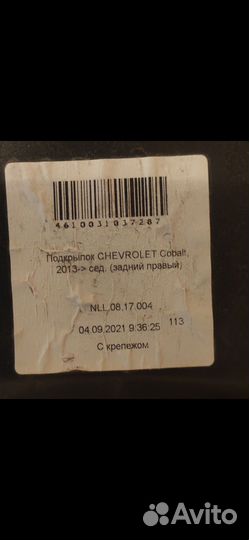 4610031037287
Подкрылок CHEVROLET Cobalt,
2013-> сед. (задний правый)
NLL.08.17.004
04.09.2021 9:36:25 113
С крепежом
Avito